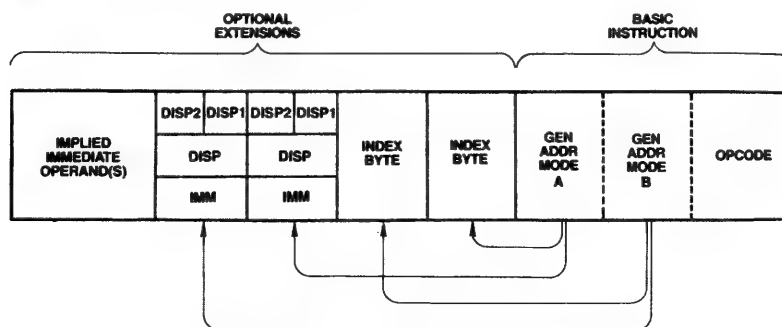 OPTIONAL
EXTENSIONS
BASIC
INSTRUCTION
IMPLIED
IMMEDIATE
OPERAND(S)
DISP2 DISP1 DISP2 DISP1
DISP DISP
IMM IMM
INDEX
BYTE
INDEX
BYTE
GEN
ADDR
MODE
A
GEN
ADDR
MODE
B
OPCODE